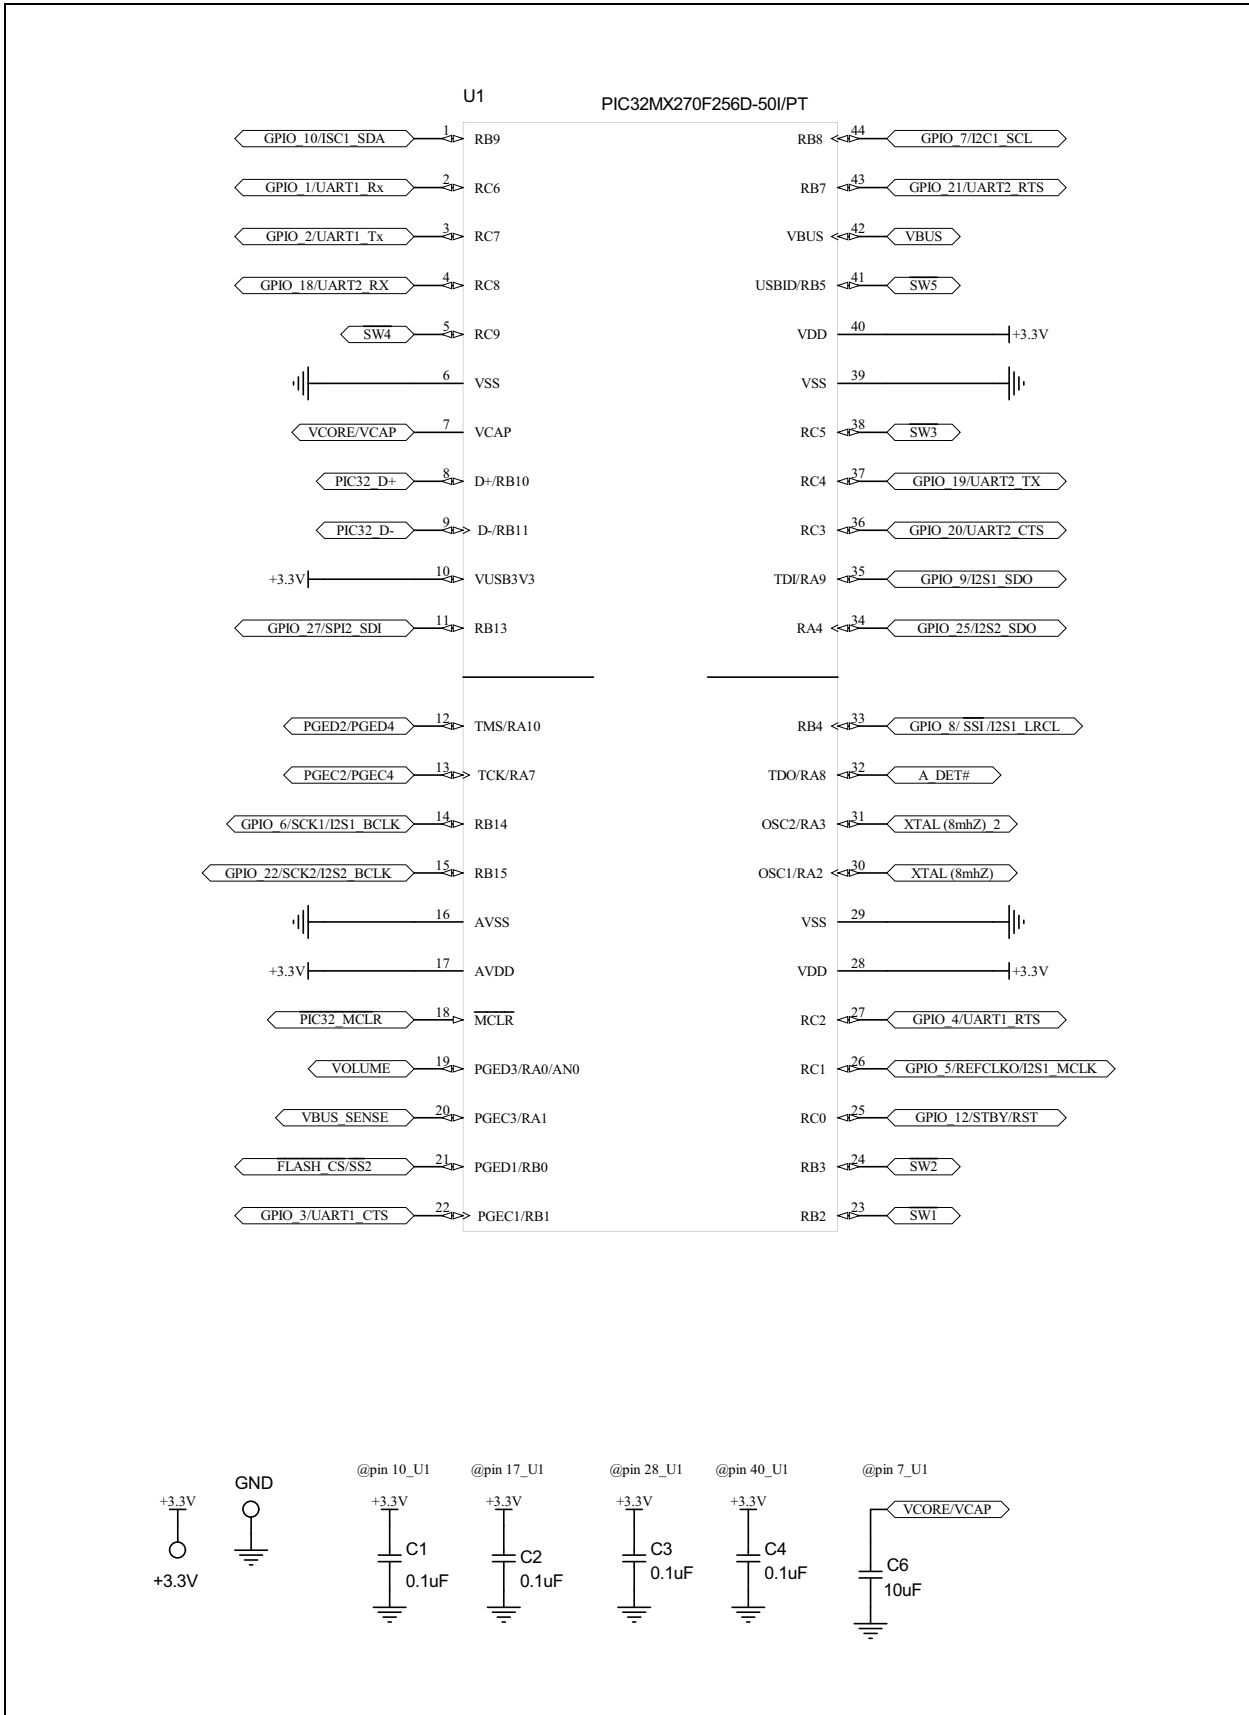 U1 PIC32MX270F256D-50I/PT
GPIO_10/ISC1_SDA 1 RB9 RB8 44 GPIO_7/I2C1_SCL
GPIO_1/UART1_Rx 2 RC6 RB7 43 GPIO_21/UART2_RTS
GPIO_2/UART1_Tx 3 RC7 VBUS 42 VBUS
GPIO_18/UART2_RX 4 RC8 USBID/RB5 41 SW5
SW4 5 RC9 VDD 40 +3.3V
6 VSS VSS 39
VCORE/VCAP 7 VCAP RC5 38 SW3
PIC32_D+ 8 D+/RB10 RC4 37 GPIO_19/UART2_TX
PIC32_D- 9 D-/RB11 RC3 36 GPIO_20/UART2_CTS
+3.3V 10 VUSB3V3 TDI/RA9 35 GPIO_9/I2S1_SDO
GPIO_27/SPI2_SDI 11 RB13 RA4 34 GPIO_25/I2S2_SDO
PGED2/PGED4 12 TMS/RA10 RB4 33 GPIO_8/ SSI /I2S1_LRCL
PGEC2/PGEC4 13 TCK/RA7 TDO/RA8 32 A_DET#
GPIO_6/SCK1/I2S1_BCLK 14 RB14 OSC2/RA3 31 XTAL (8mhZ)_2
GPIO_22/SCK2/I2S2_BCLK 15 RB15 OSC1/RA2 30 XTAL (8mhZ)
16 AVSS VSS 29
+3.3V 17 AVDD VDD 28 +3.3V
PIC32_MCLR 18 MCLR RC2 27 GPIO_4/UART1_RTS
VOLUME 19 PGED3/RA0/AN0 RC1 26 GPIO_5/REFCLKO/I2S1_MCLK
VBUS_SENSE 20 PGEC3/RA1 RC0 25 GPIO_12/STBY/RST
FLASH_CS/SS2 21 PGED1/RB0 RB3 24 SW2
GPIO_3/UART1_CTS 22 PGEC1/RB1 RB2 23 SW1
@pin 10_U1 @pin 17_U1 @pin 28_U1 @pin 40_U1 @pin 7_U1
GND
+3.3V +3.3V +3.3V +3.3V +3.3V VCORE/VCAP
C1 C2 C3 C4 C6
+3.3V 0.1uF 0.1uF 0.1uF 0.1uF 10uF